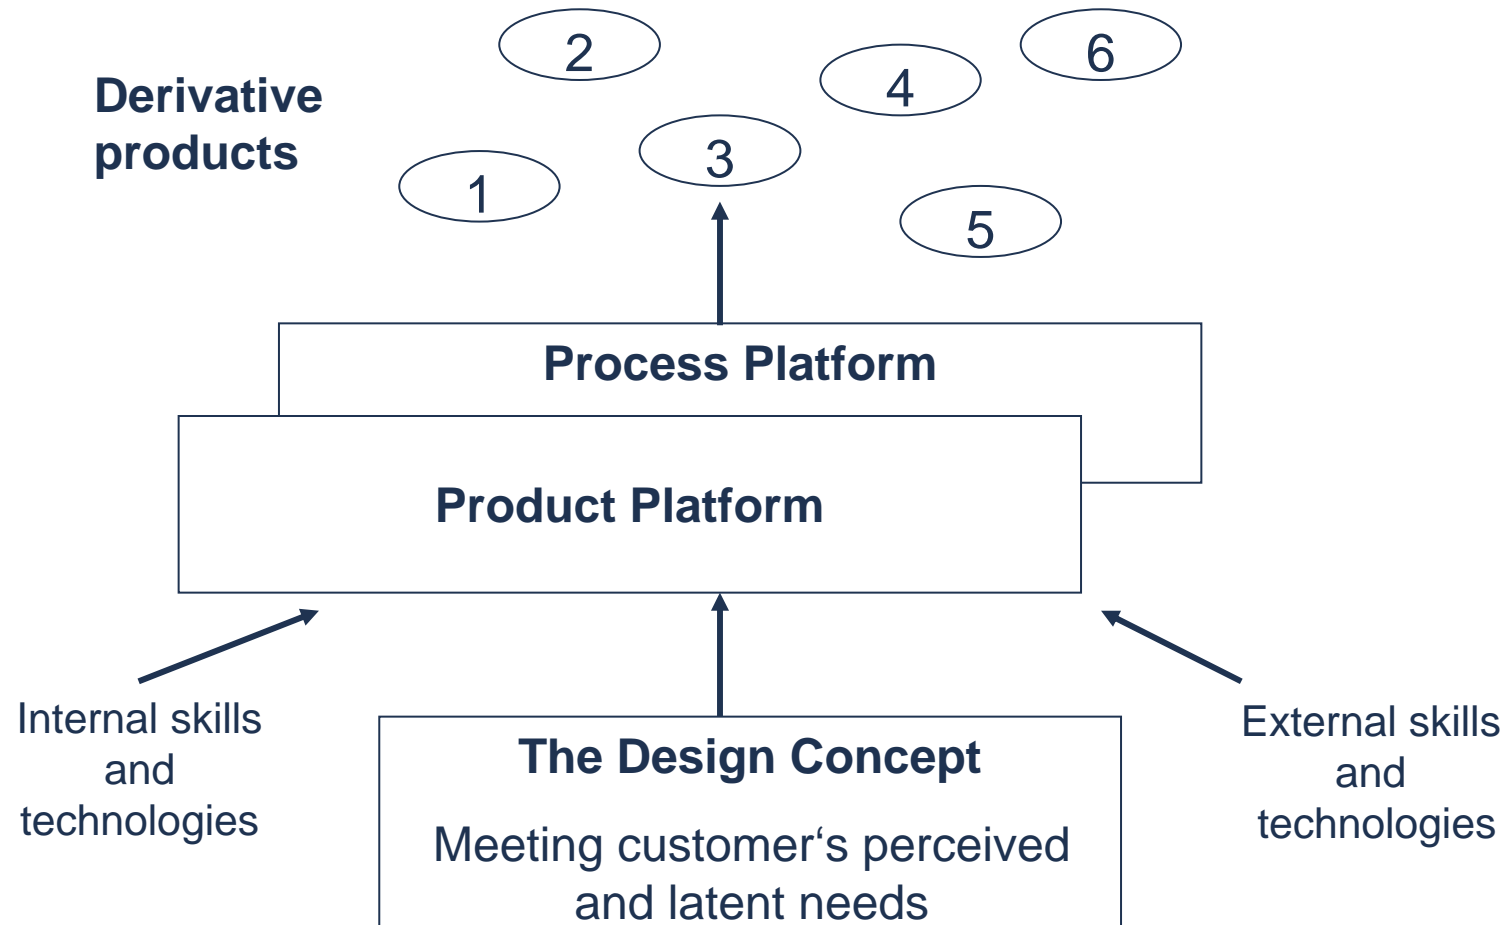 Derivative
products
2
6
4
3
1
5
Process Platform
Product Platform
Internal skills
and
technologies
The Design Concept
Meeting customer‘s perceived
and latent needs
External skills
and
technologies